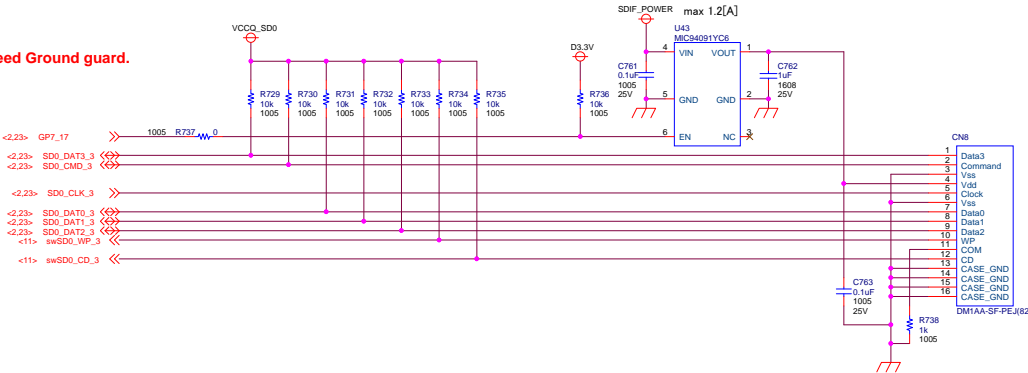 SDIF_POWER max 1.2[A]
VCCQ_SD0
U43
MIC94091YC6
eed Ground guard.
D3.3V
4 VIN VOUT 1
C761
0.1uF
1005
25V
C762
1uF
1608
25V
5 GND GND 2
6 EN NC 3
R729
10k
1005
R730
10k
1005
R731
10k
1005
R732
10k
1005
R733
10k
1005
R734
10k
1005
R735
10k
1005
R736
10k
1005
<2,23> GP7_17
1005 R737 0
<2,23> SD0_DAT3_3
<2,23> SD0_CMD_3
<2,23> SD0_CLK_3
<2,23> SD0_DAT0_3
<2,23> SD0_DAT1_3
<2,23> SD0_DAT2_3
<11> swSD0_WP_3
<11> swSD0_CD_3
CN8
1 Data3
2 Command
3 Vss
4 Vdd
5 Clock
6 Vss
7 Data0
8 Data1
9 Data2
10 WP
11 COM
12 CD
13 CASE_GND
14 CASE_GND
15 CASE_GND
16 CASE_GND
DM1AA-SF-PEJ(82
C763
0.1uF
1005
25V
R738
1k
1005